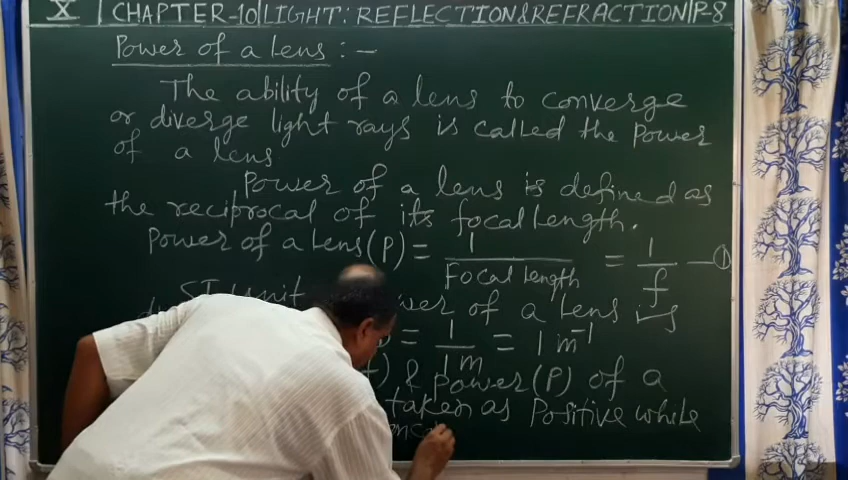 X | CHAPTER-10 | LIGHT: REFLECTION & REFRACTION | P-8
Power of a lens :-
The ability of a lens to converge
or diverge light rays is called the Power
of a lens
Power of a lens is defined as
the reciprocal of its focal length.
Power of a Lens (P) = 1 / Focal length = 1 / f - ①
SI unit wer of a lens is
= 1 / 1m = 1 m⁻¹
) & power (P) of a
taken as Positive while